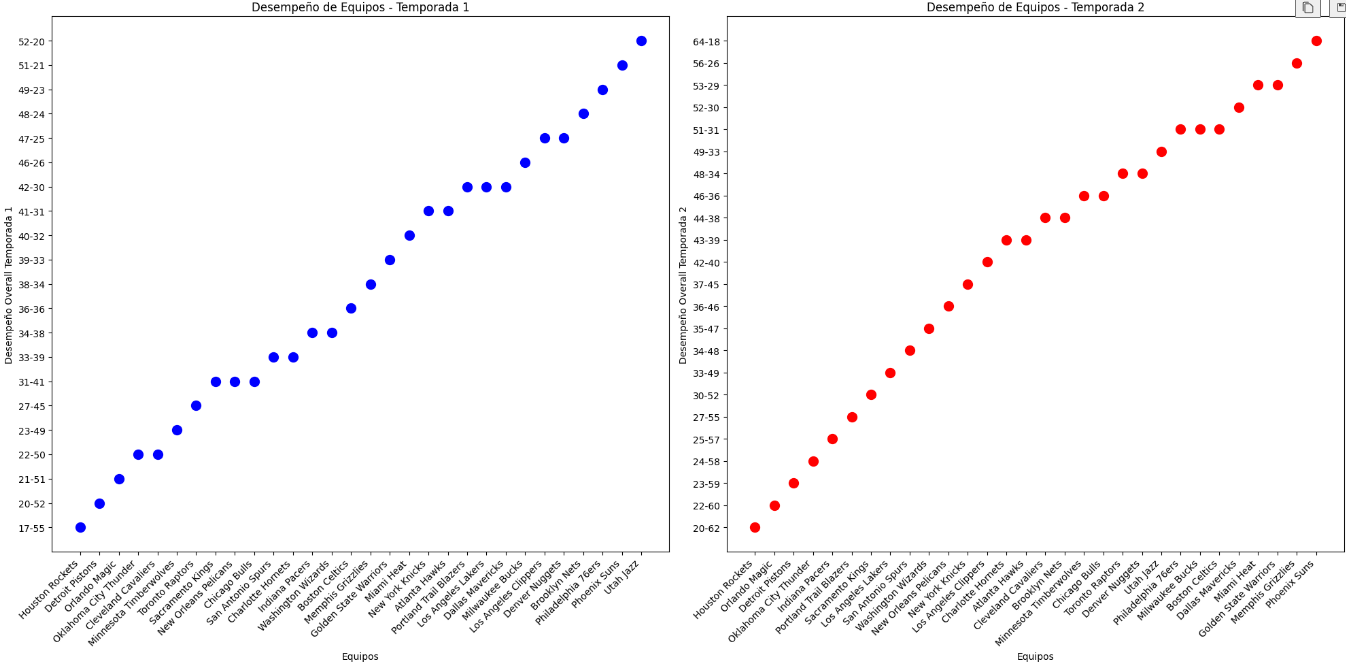 Desempeño de Equipos - Temporada 1
Desempeño Overall Temporada 1
52-20
51-21
49-23
48-24
47-25
46-26
42-30
41-31
40-32
39-33
38-34
36-36
34-38
33-39
31-41
27-45
23-49
22-50
21-51
20-52
17-55
Houston Rockets
Detroit Pistons
Orlando Magic
Oklahoma City Thunder
Cleveland Cavaliers
Minnesota Timberwolves
Toronto Raptors
Sacramento Kings
New Orleans Pelicans
Chicago Bulls
San Antonio Spurs
Charlotte Hornets
Indiana Pacers
Washington Wizards
Boston Celtics
Memphis Grizzlies
Golden State Warriors
Miami Heat
New York Knicks
Atlanta Hawks
Portland Trail Blazers
Los Angeles Lakers
Dallas Mavericks
Milwaukee Bucks
Los Angeles Clippers
Denver Nuggets
Brooklyn Nets
Philadelphia 76ers
Phoenix Suns
Utah Jazz
Equipos
Desempeño de Equipos - Temporada 2
Desempeño Overall Temporada 2
64-18
56-26
53-29
52-30
51-31
49-33
48-34
46-36
44-38
43-39
42-40
37-45
36-46
35-47
34-48
33-49
30-52
27-55
25-57
24-58
23-59
22-60
20-62
Houston Rockets
Orlando Magic
Detroit Pistons
Oklahoma City Thunder
Indiana Pacers
Portland Trail Blazers
Sacramento Kings
Los Angeles Lakers
San Antonio Spurs
Washington Wizards
New Orleans Pelicans
New York Knicks
Los Angeles Clippers
Charlotte Hornets
Atlanta Hawks
Cleveland Cavaliers
Brooklyn Nets
Minnesota Timberwolves
Chicago Bulls
Toronto Raptors
Denver Nuggets
Utah Jazz
Philadelphia 76ers
Milwaukee Bucks
Boston Celtics
Dallas Mavericks
Miami Heat
Golden State Warriors
Memphis Grizzlies
Phoenix Suns
Equipos